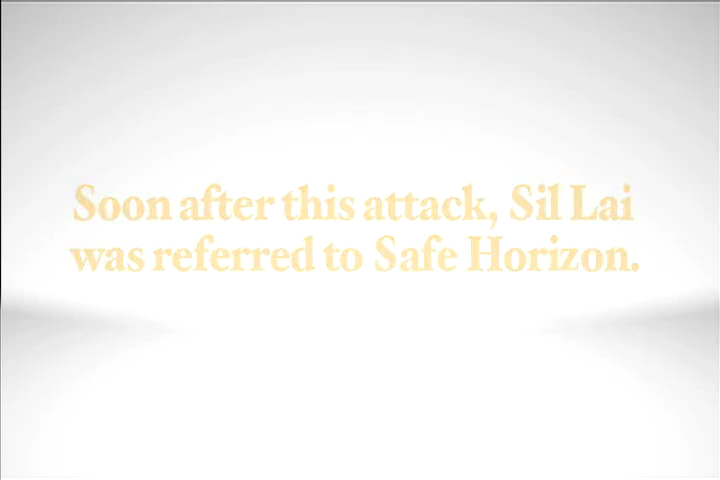 Soon after this attack, Sil Lai
was referred to Safe Horizon.